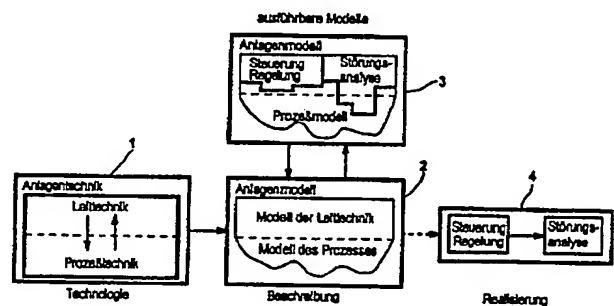 ausführbare Modelle
Anlagenmodell
Steuerung
Regelung
Störungs-
analyse
Prozeßmodell
3
1
Anlagentechnik
Leittechnik
Prozeßtechnik
Technologie
2
Anlagenmodell
Modell der Leittechnik
Modell des Prozesses
Beschreibung
4
Steuerung
Regelung
Störungs-
analyse
Realisierung